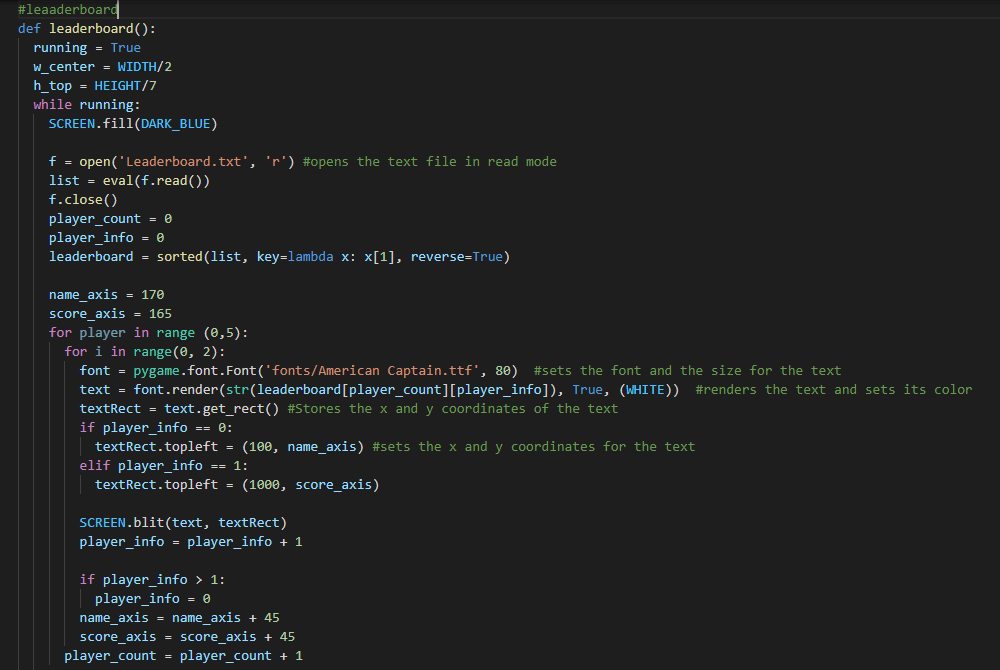 #leaaderboard
def leaderboard():
  running = True
  w_center = WIDTH/2
  h_top = HEIGHT/7
  while running:
    SCREEN.fill(DARK_BLUE)

    f = open('Leaderboard.txt', 'r') #opens the text file in read mode
    list = eval(f.read())
    f.close()
    player_count = 0
    player_info = 0
    leaderboard = sorted(list, key=lambda x: x[1], reverse=True)

    name_axis = 170
    score_axis = 165
    for player in range (0,5):
      for i in range(0, 2):
        font = pygame.font.Font('fonts/American Captain.ttf', 80)  #sets the font and the size for the text
        text = font.render(str(leaderboard[player_count][player_info]), True, (WHITE))  #renders the text and sets its color
        textRect = text.get_rect() #Stores the x and y coordinates of the text
        if player_info == 0:
          textRect.topleft = (100, name_axis) #sets the x and y coordinates for the text
        elif player_info == 1:
          textRect.topleft = (1000, score_axis)

        SCREEN.blit(text, textRect)
        player_info = player_info + 1

        if player_info > 1:
          player_info = 0
        name_axis = name_axis + 45
        score_axis = score_axis + 45
      player_count = player_count + 1